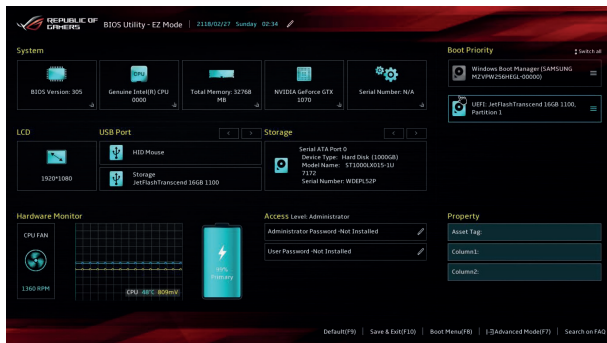 REPUBLIC OF
GAMERS
BIOS Utility - EZ Mode
2118/02/27 Sunday 02:34
System
BIOS Version: 305
CPU
Genuine Intel(R) CPU
0000
Total Memory: 32768
MB
NVIDIA GeForce GTX
1070
Serial Number: N/A
Boot Priority
Switch all
Windows Boot Manager (SAMSUNG
MZVPW256HEGL-00000)
UEFI: JetFlashTranscend 16GB 1100,
Partition 1
LCD
1920*1080
USB Port
< >
HID Mouse
Storage
JetFlashTranscend 16GB 1100
Storage
< >
Serial ATA Port 0
Device Type: Hard Disk (1000GB)
Model Name: ST1000LX015-1U
7172
Serial Number: WDEPLS2P
Hardware Monitor
CPU FAN
1360 RPM
CPU 48°C 809mV
99%
Primary
Access Level: Administrator
Administrator Password -Not Installed
User Password -Not Installed
Property
Asset Tag:
Column1:
Column2:
Default(F9) | Save & Exit(F10) | Boot Menu(F8) | Advanced Mode(F7) | Search on FAQ